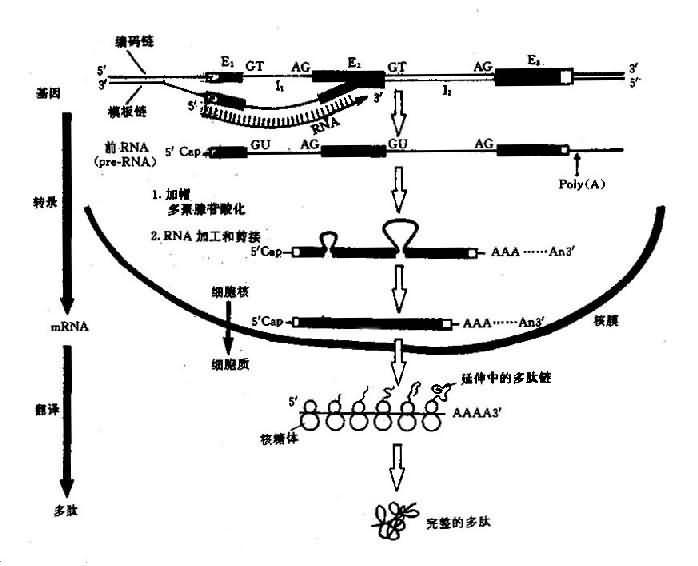 编码链
E₁ GT AG E₂ GT AG E₃
5′ 3′
3′ 5′
I₁ I₂
基因
模板链
5′ 3′
RNA
前RNA
(pre-RNA)
5′ Cap GU AG GU AG
Poly(A)
转录
1. 加帽
多聚腺苷酸化
2. RNA 加工和剪接
5′Cap AAA……An3′
细胞核
5′Cap AAA……An3′
核膜
mRNA
细胞质
延伸中的多肽链
5′
AAAA3′
翻译
核糖体
多肽
完整的多肽